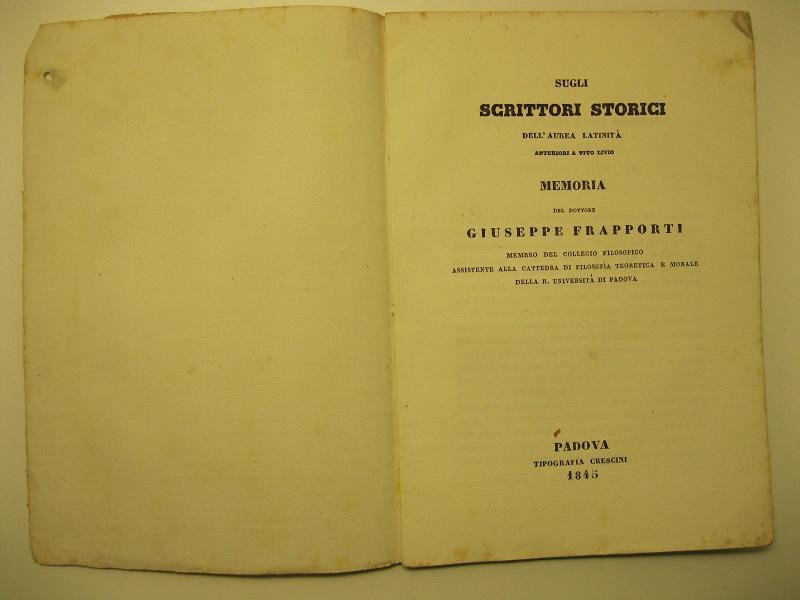 SUGLI
SCRITTORI STORICI
DELL'AUREA LATINITÀ
ANTERIORI A TITO LIVIO
MEMORIA
DEL DOTTORE
GIUSEPPE FRAPPORTI
MEMBRO DEL COLLEGIO FILOSOFICO
ASSISTENTE ALLA CATTEDRA DI FILOSOFIA TEORETICA E MORALE
DELLA R. UNIVERSITÀ DI PADOVA
PADOVA
TIPOGRAFIA CRESCINI
1845